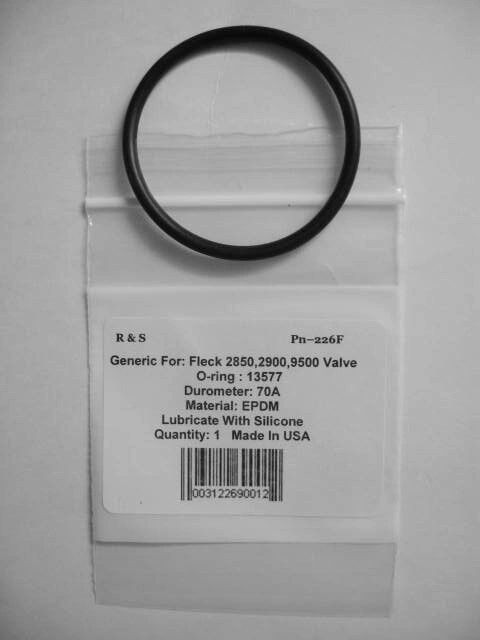 R & S Pn-226F
Generic For: Fleck 2850,2900,9500 Valve
O-ring : 13577
Durometer: 70A
Material: EPDM
Lubricate With Silicone
Quantity: 1 Made In USA
003122690012